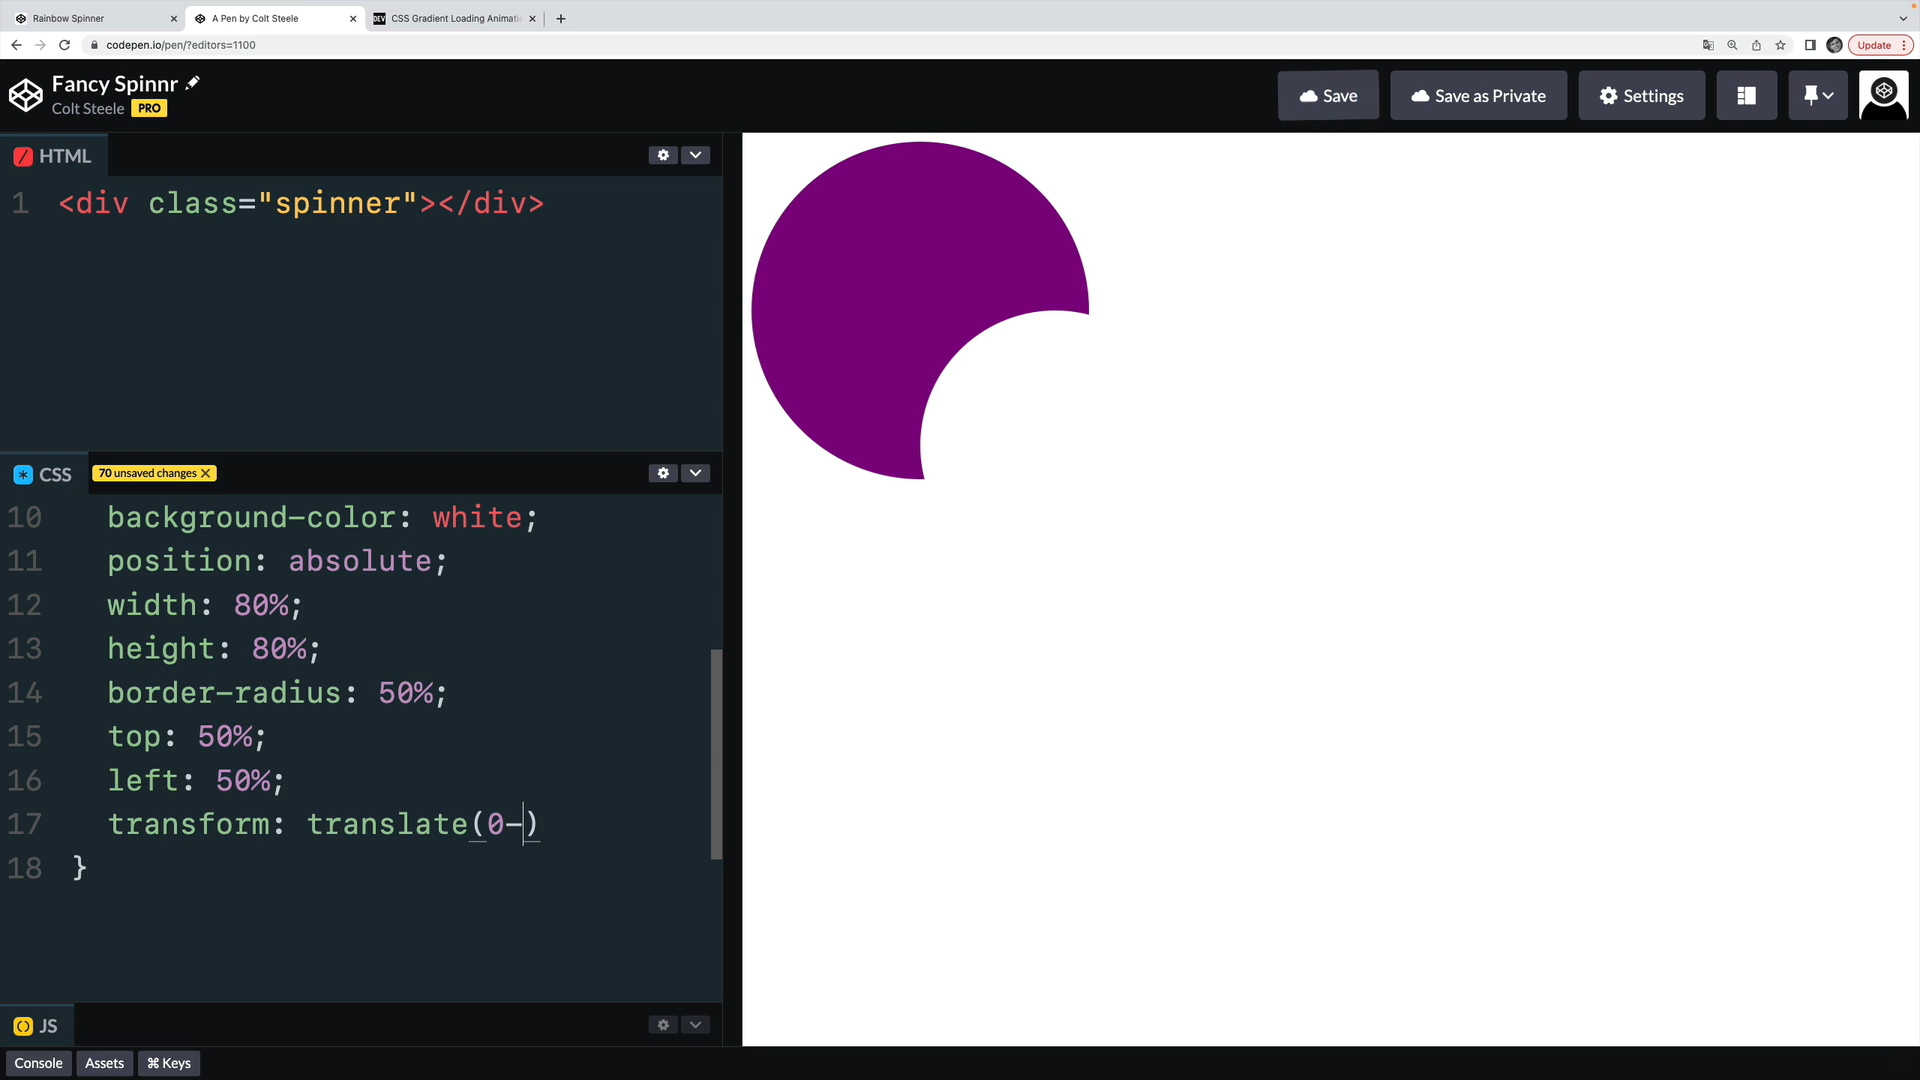 Rainbow Spinner
A Pen by Colt Steele
DEV CSS Gradient Loading Animati
codepen.io/pen/?editors=1100
Update
Fancy Spinnr
Colt Steele PRO
Save
Save as Private
Settings
HTML
1 <div class="spinner"></div>
CSS 70 unsaved changes
10 background-color: white;
11 position: absolute;
12 width: 80%;
13 height: 80%;
14 border-radius: 50%;
15 top: 50%;
16 left: 50%;
17 transform: translate(0-)
18 }
JS
Console Assets ⌘ Keys